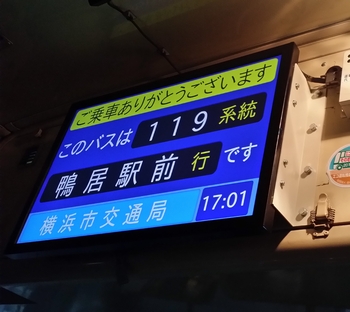 ご乗車ありがとうございます
このバスは 119 系統
鴨居駅前 行 です
横浜市交通局 17:01